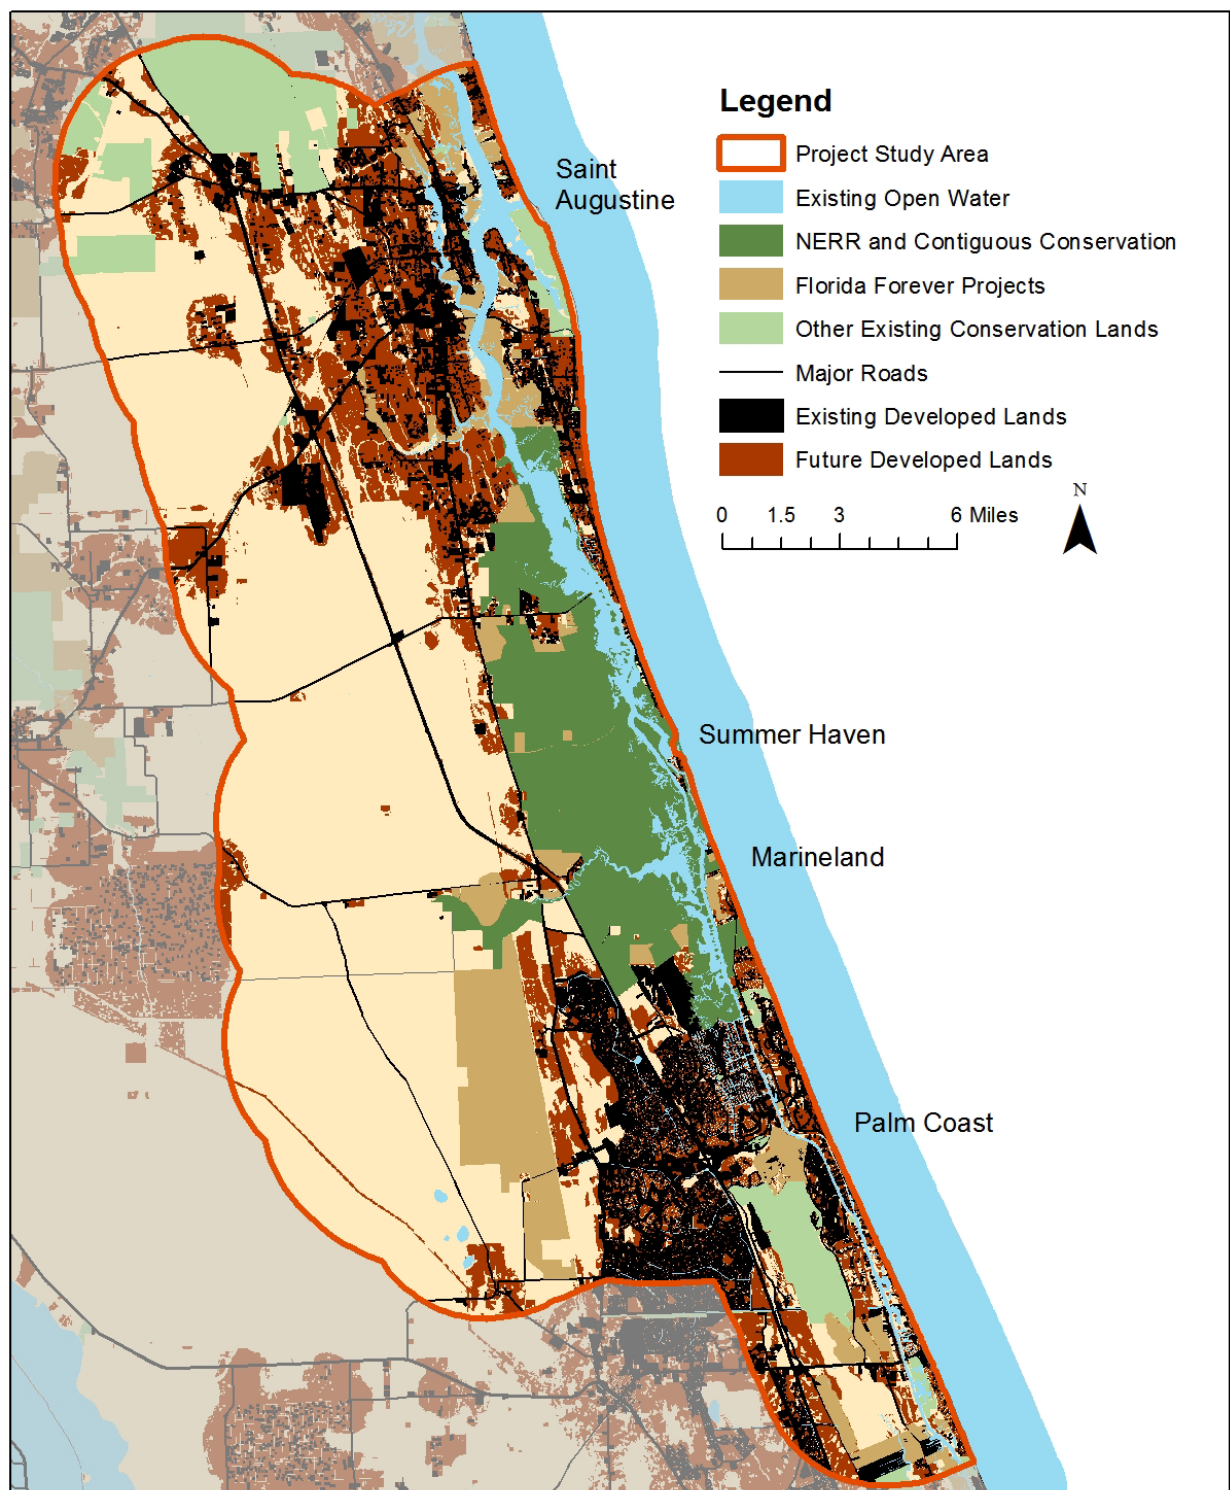 Legend
Project Study Area
Existing Open Water
NERR and Contiguous Conservation
Florida Forever Projects
Other Existing Conservation Lands
Major Roads
Existing Developed Lands
Future Developed Lands
N
0 1.5 3 6 Miles
Saint
Augustine
Summer Haven
Marineland
Palm Coast